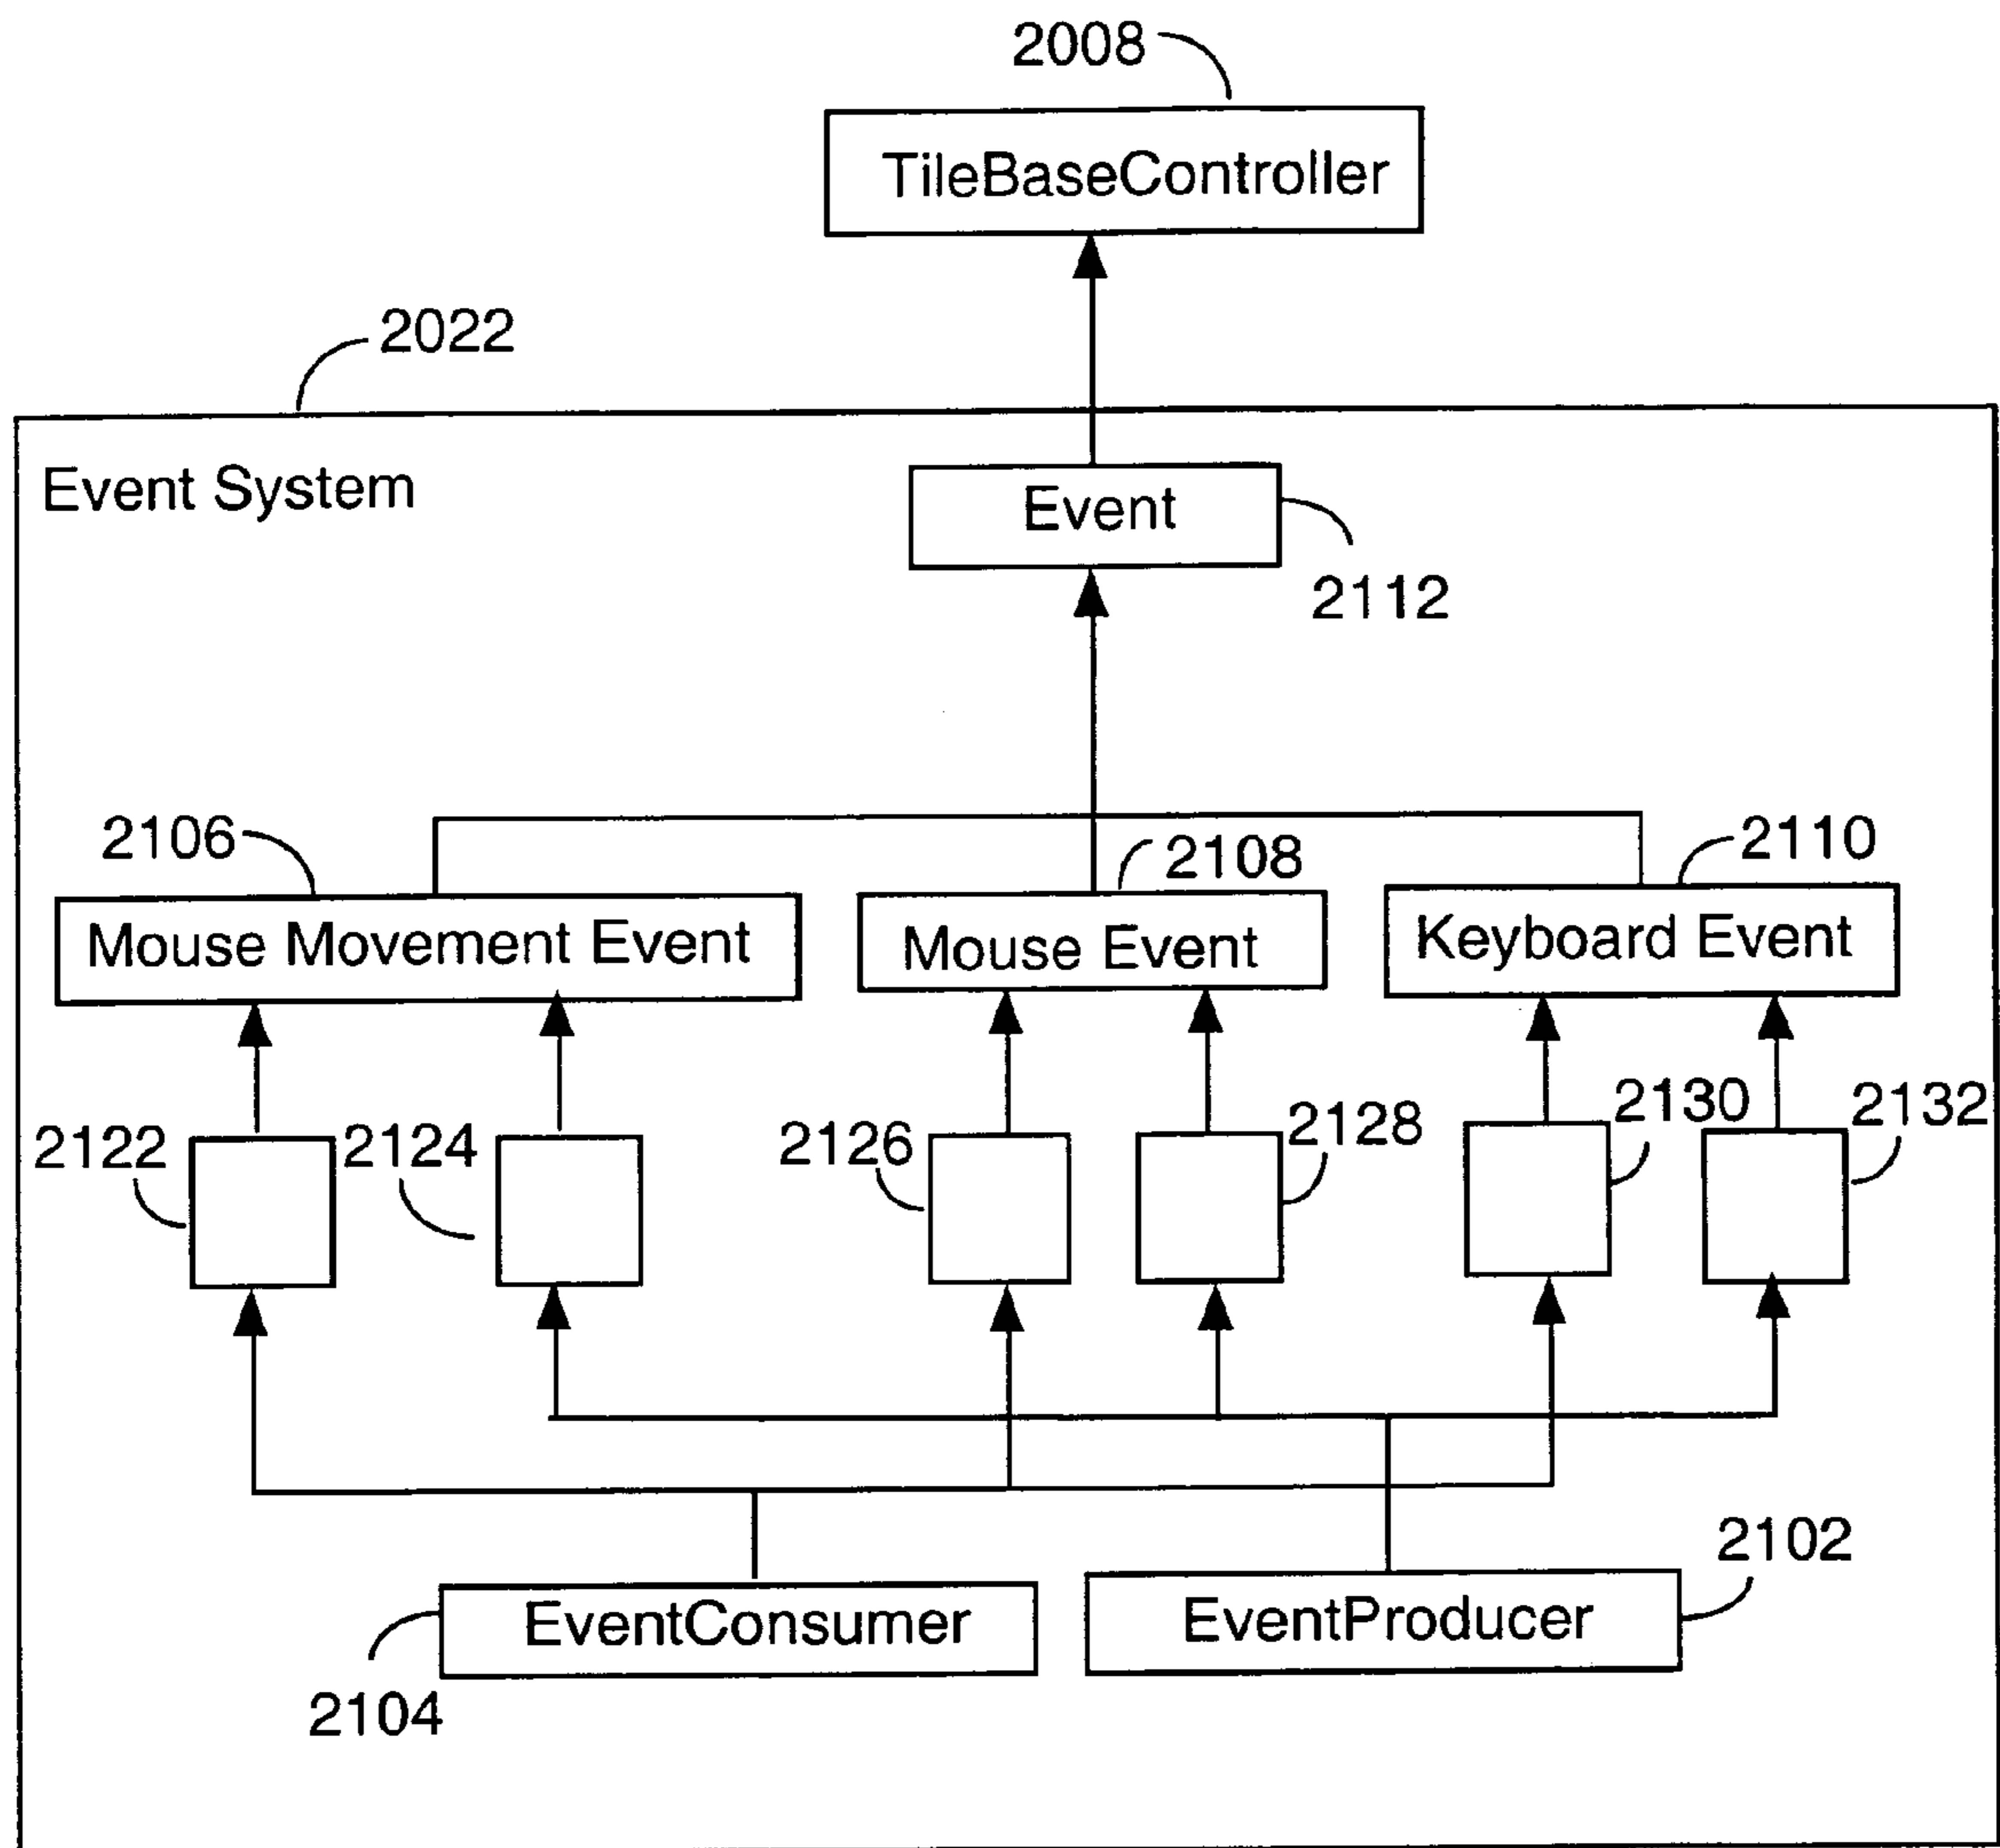 2008
TileBaseController
2022
Event System
Event
2112
2106
2108
2110
Mouse Movement Event
Mouse Event
Keyboard Event
2122
2124
2126
2128
2130
2132
EventConsumer
EventProducer
2102
2104